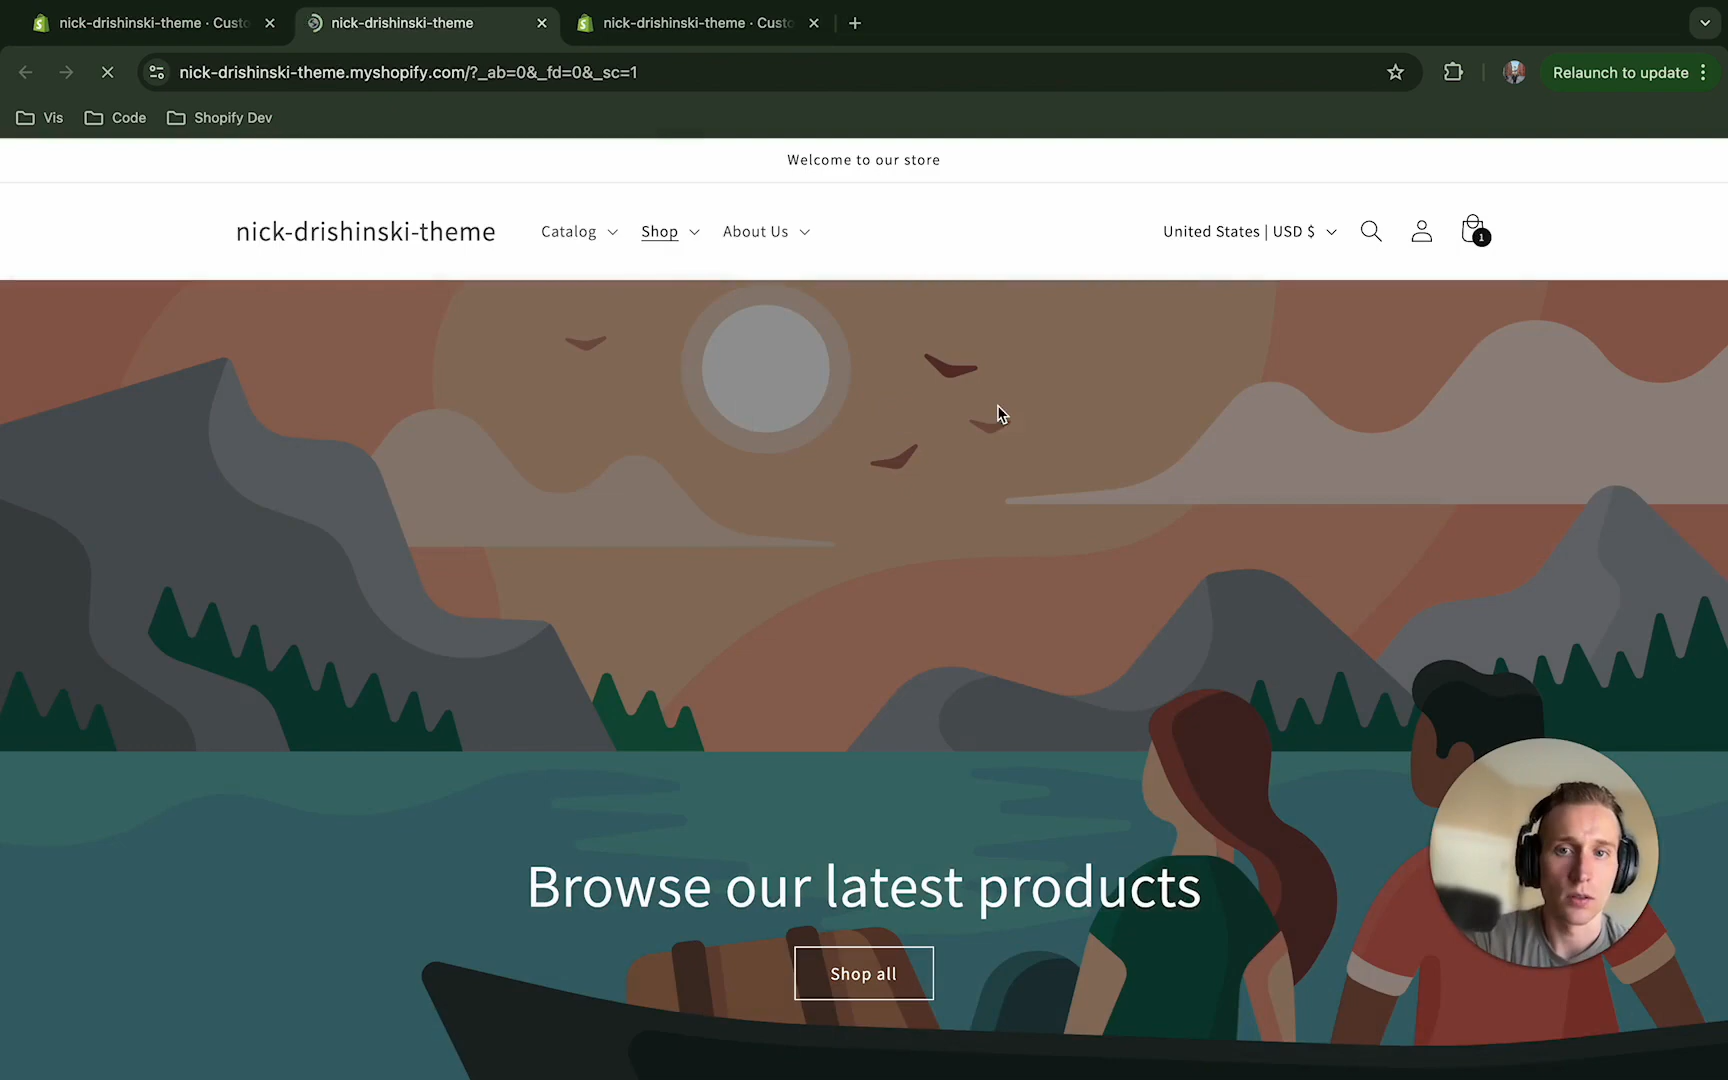 nick-drishinski-theme · Custo
nick-drishinski-theme
nick-drishinski-theme · Custo
nick-drishinski-theme.myshopify.com/?_ab=0&_fd=0&_sc=1
Relaunch to update
Vis
Code
Shopify Dev
Welcome to our store
nick-drishinski-theme
Catalog
Shop
About Us
United States | USD $
1
Browse our latest products
Shop all